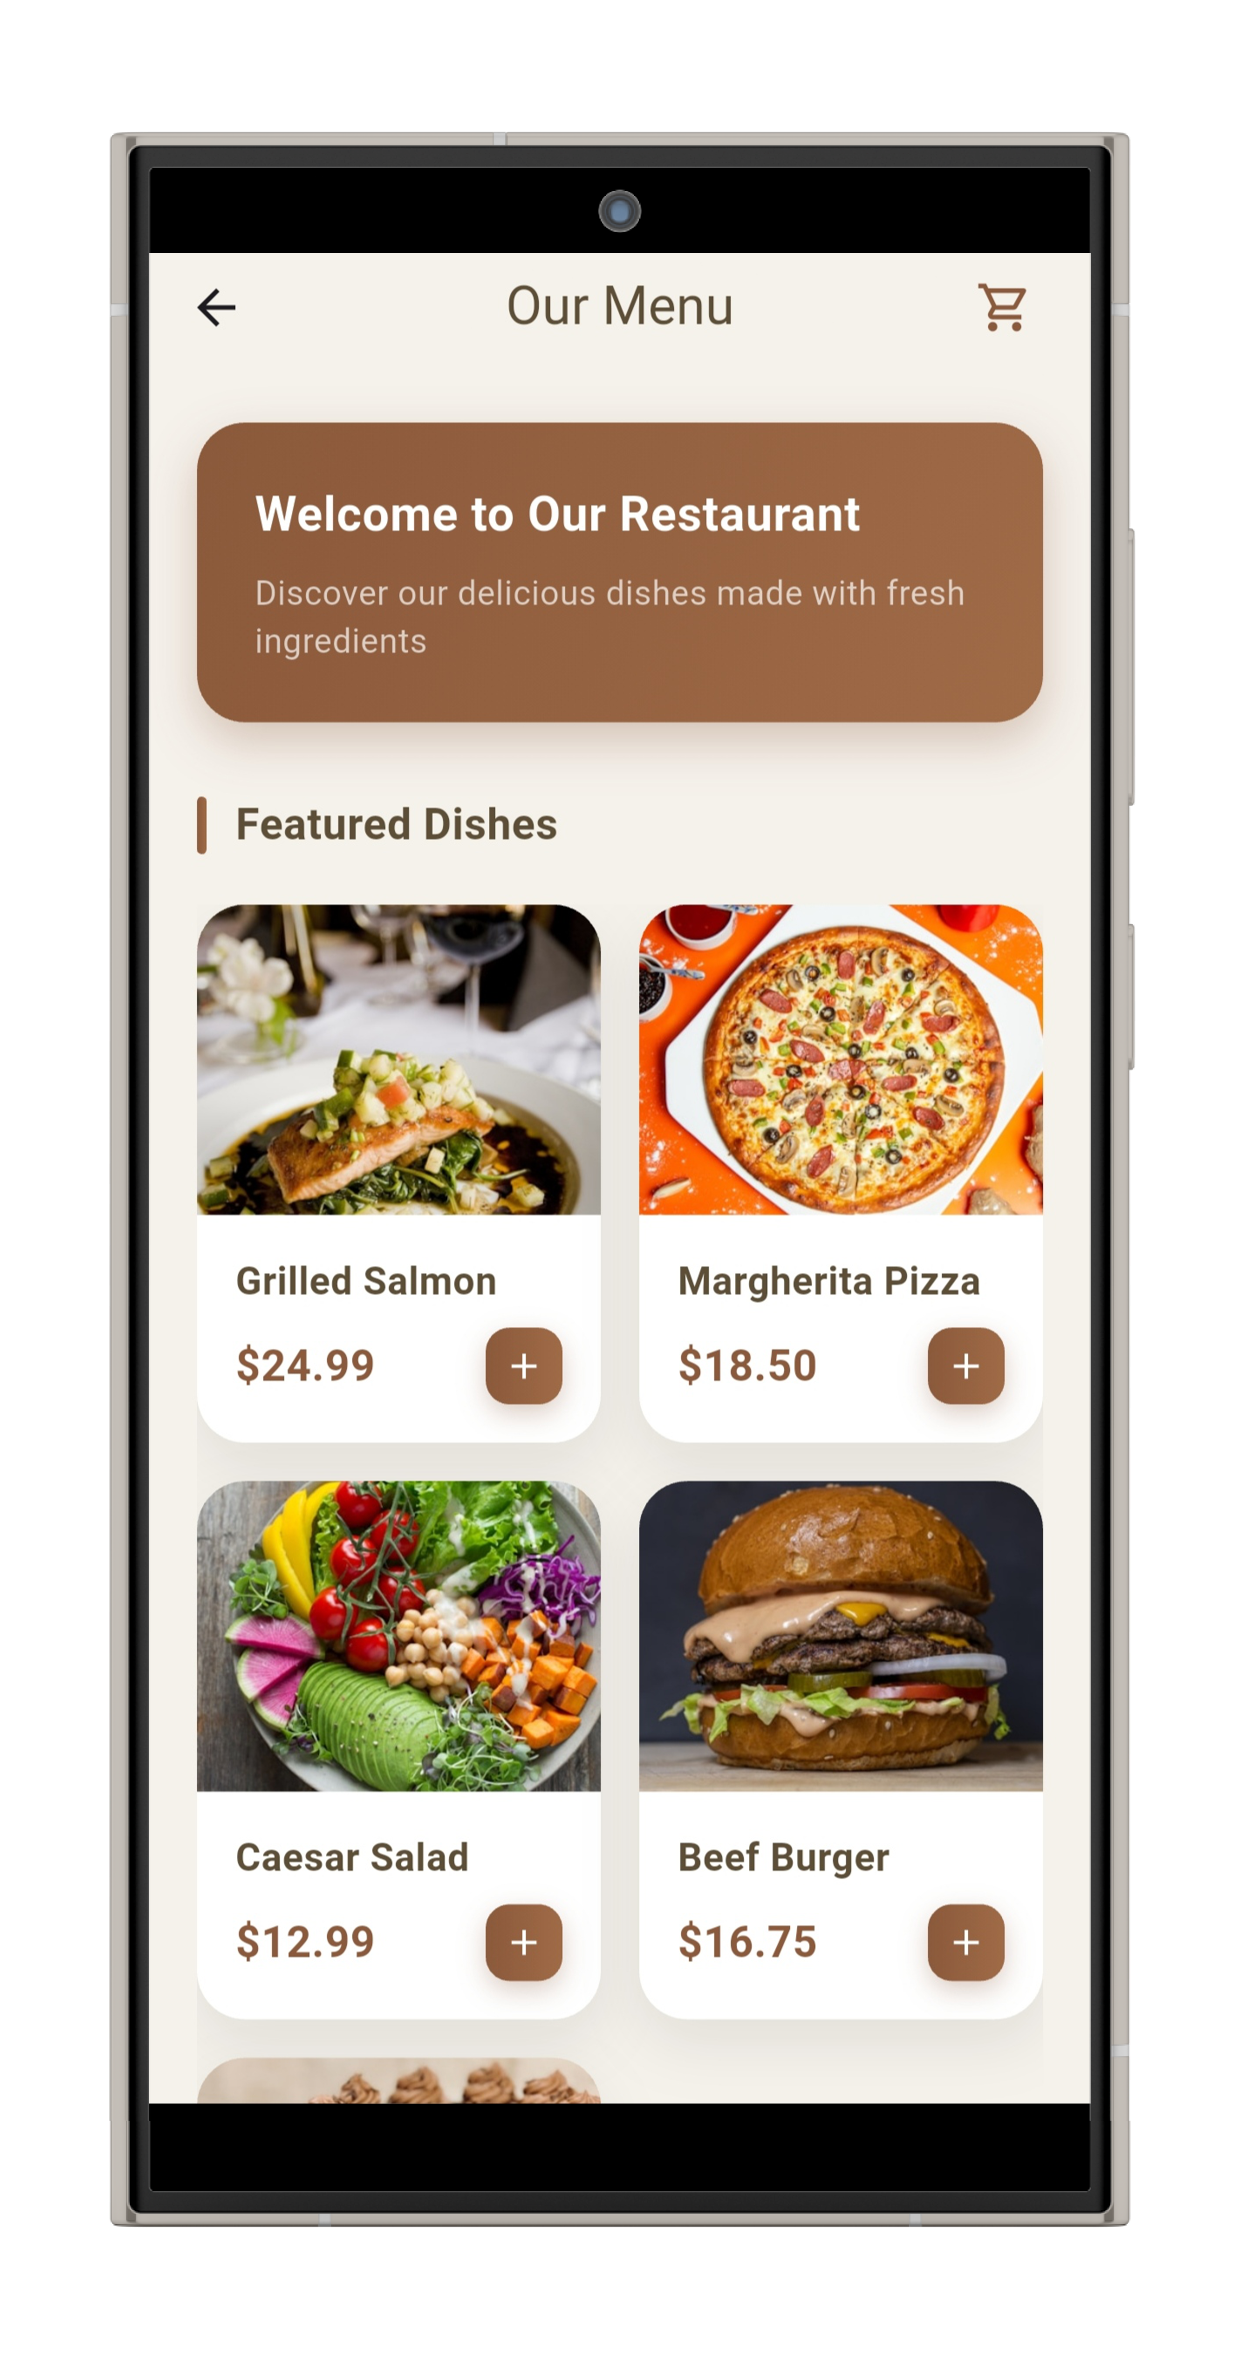 Our Menu
Welcome to Our Restaurant
Discover our delicious dishes made with fresh
ingredients
Featured Dishes
Grilled Salmon
$24.99
+
Margherita Pizza
$18.50
+
Caesar Salad
$12.99
+
Beef Burger
$16.75
+